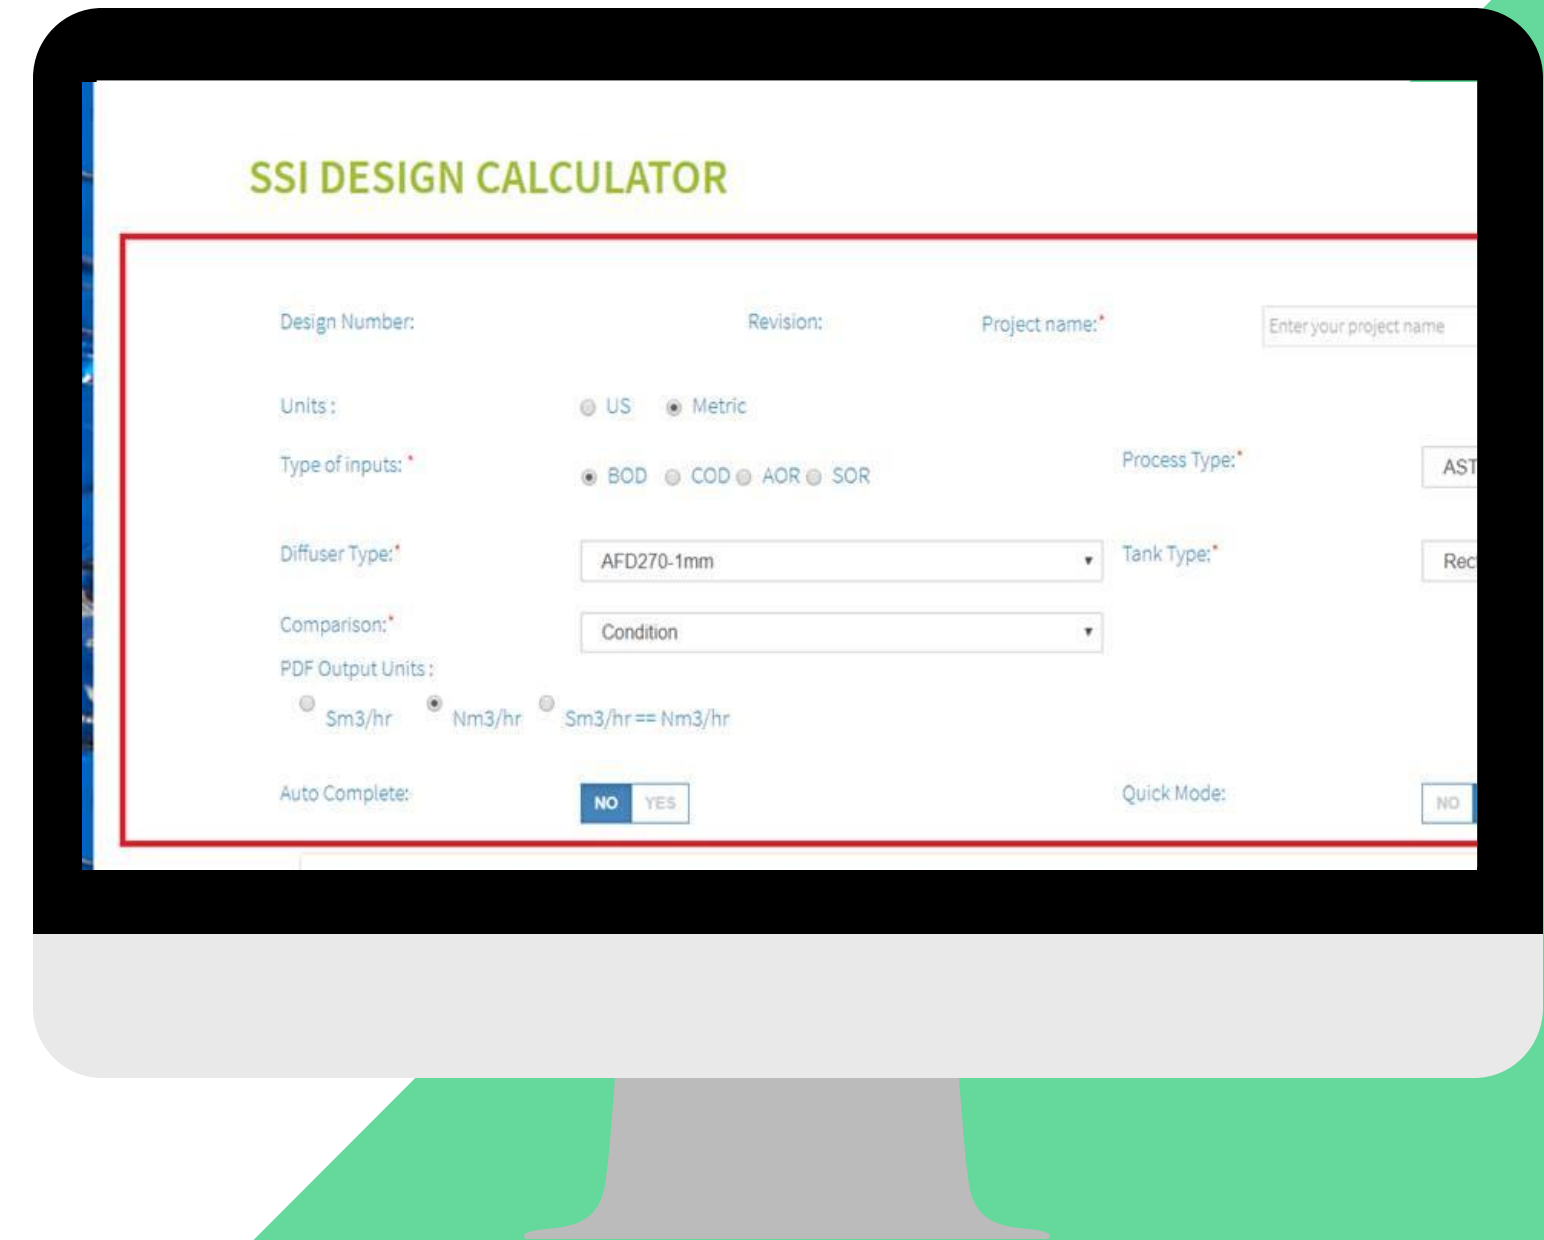 SSI DESIGN CALCULATOR
Design Number: Revision: Project name:* Enter your project name
Units : US Metric
Type of inputs: * BOD COD AOR SOR Process Type:* AST
Diffuser Type:* AFD270-1mm Tank Type:* Rec
Comparison:* Condition
PDF Output Units :
Sm3/hr Nm3/hr Sm3/hr == Nm3/hr
Auto Complete: NO YES Quick Mode: NO